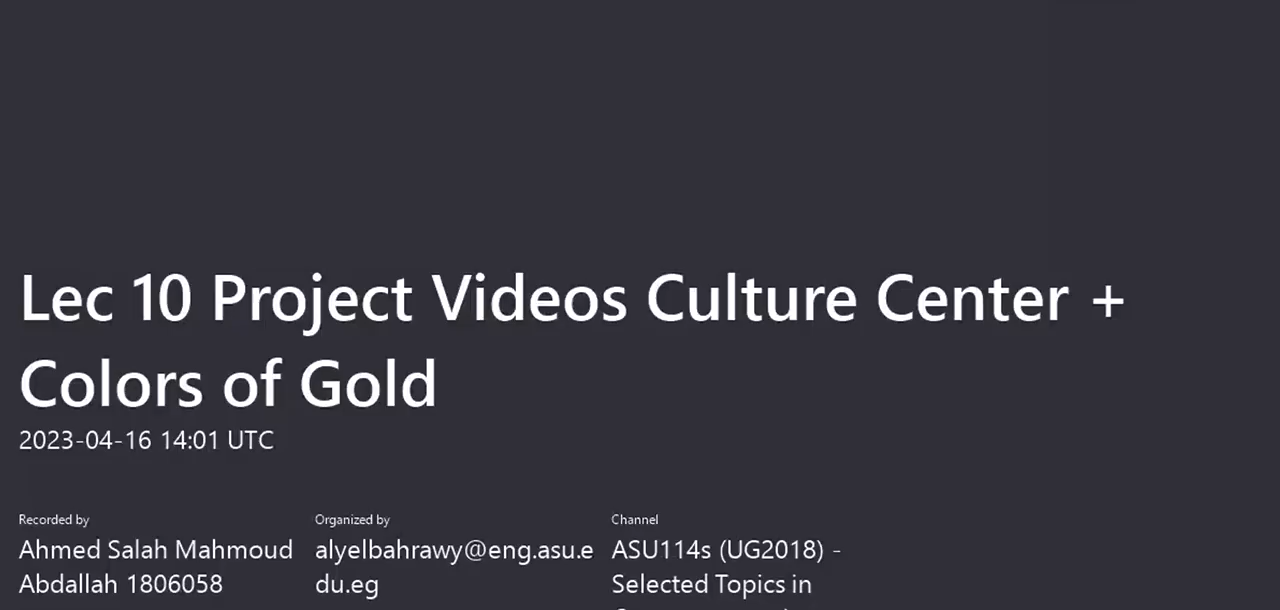 Lec 10 Project Videos Culture Center +
Colors of Gold
2023-04-16 14:01 UTC
Recorded by
Ahmed Salah Mahmoud
Abdallah 1806058
Organized by
alyelbahrawy@eng.asu.e
du.eg
Channel
ASU114s (UG2018) -
Selected Topics in